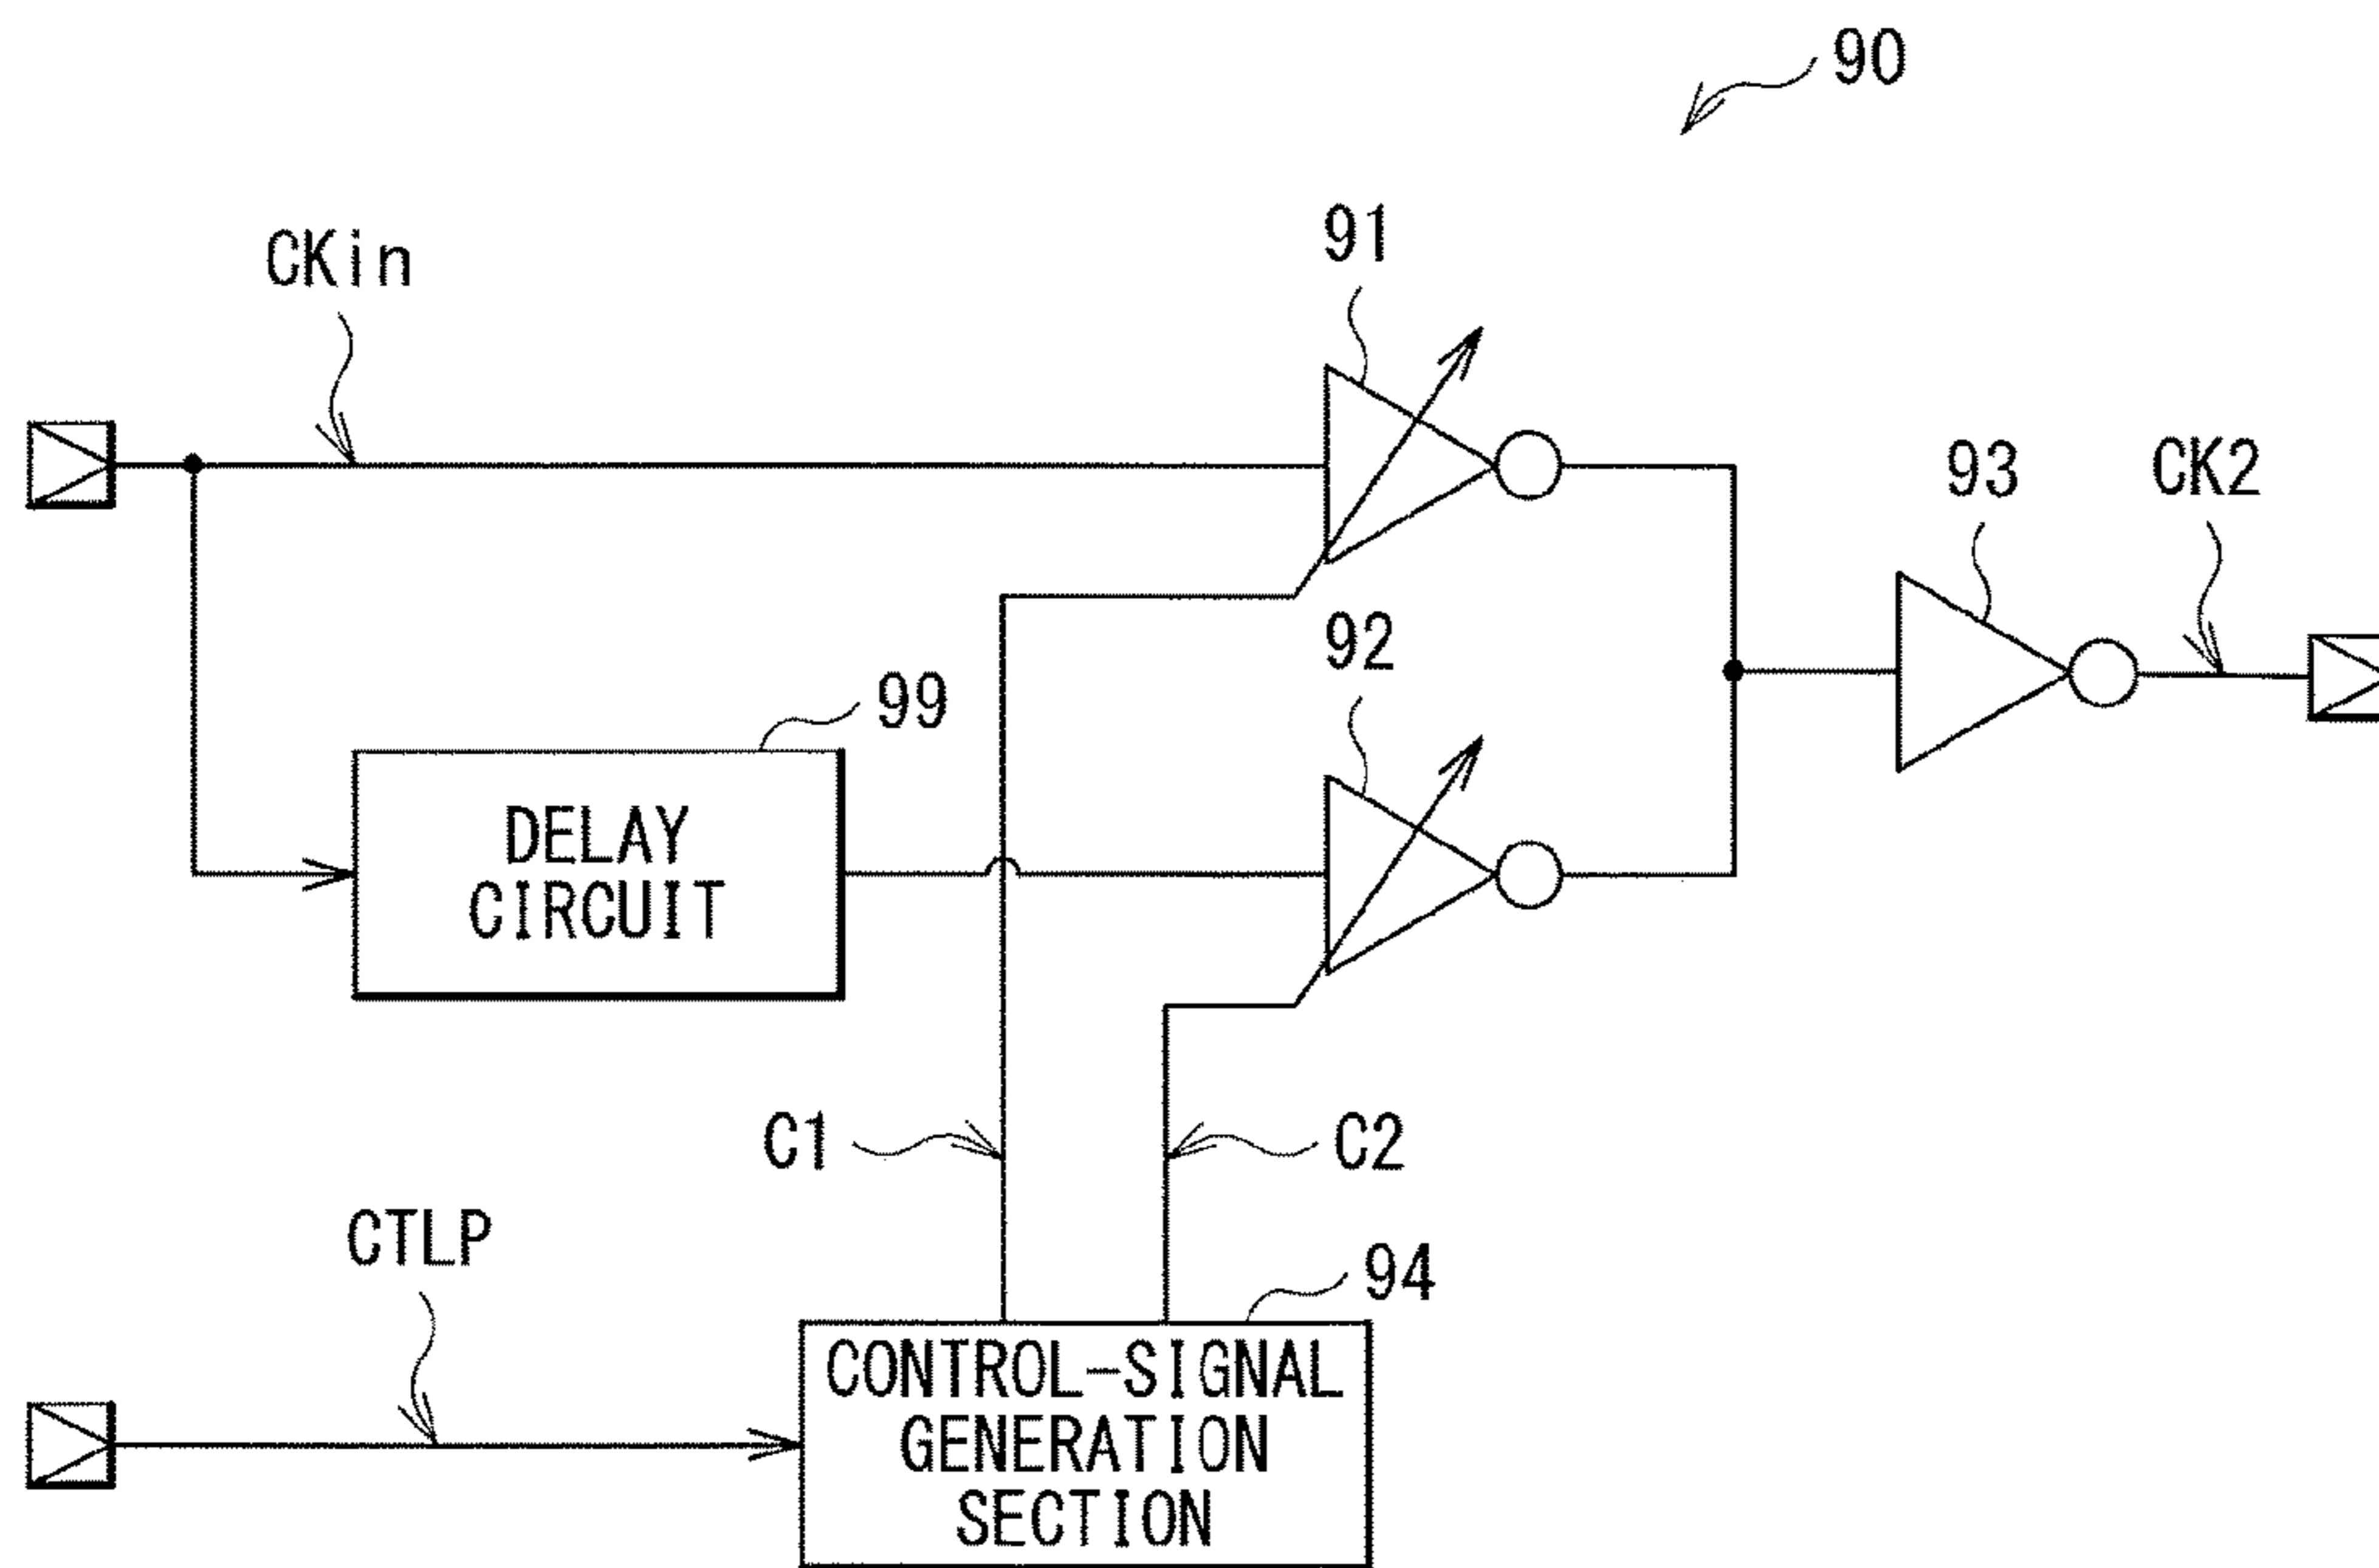 90
CKin
91
93
CK2
92
99
DELAY
CIRCUIT
C1
C2
CTLP
94
CONTROL-SIGNAL
GENERATION
SECTION